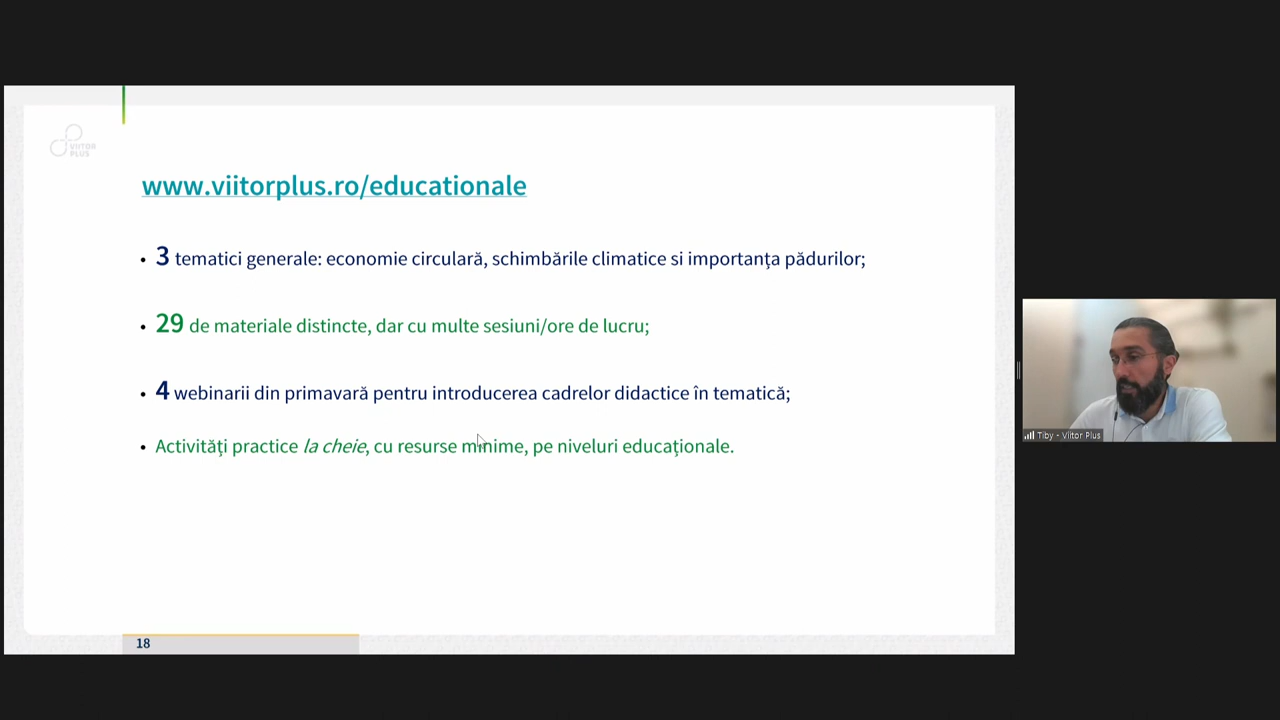 VIITOR
PLUS
www.viitorplus.ro/educationale
• 3 tematici generale: economie circulară, schimbările climatice si importanța pădurilor;
• 29 de materiale distincte, dar cu multe sesiuni/ore de lucru;
• 4 webinarii din primavară pentru introducerea cadrelor didactice în tematică;
• Activități practice la cheie, cu resurse minime, pe niveluri educaționale.
18
Tiby - Viitor Plus